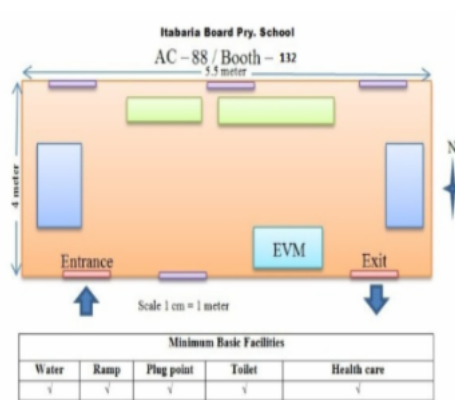 Itabaria Board Pry. School
AC – 88 / Booth – 132
5.5 meter
4 meter
N
EVM
Entrance
Exit
Scale 1 cm = 1 meter
Minimum Basic Facilities
Water Ramp Plug point Toilet Health care
√ √ √ √ √